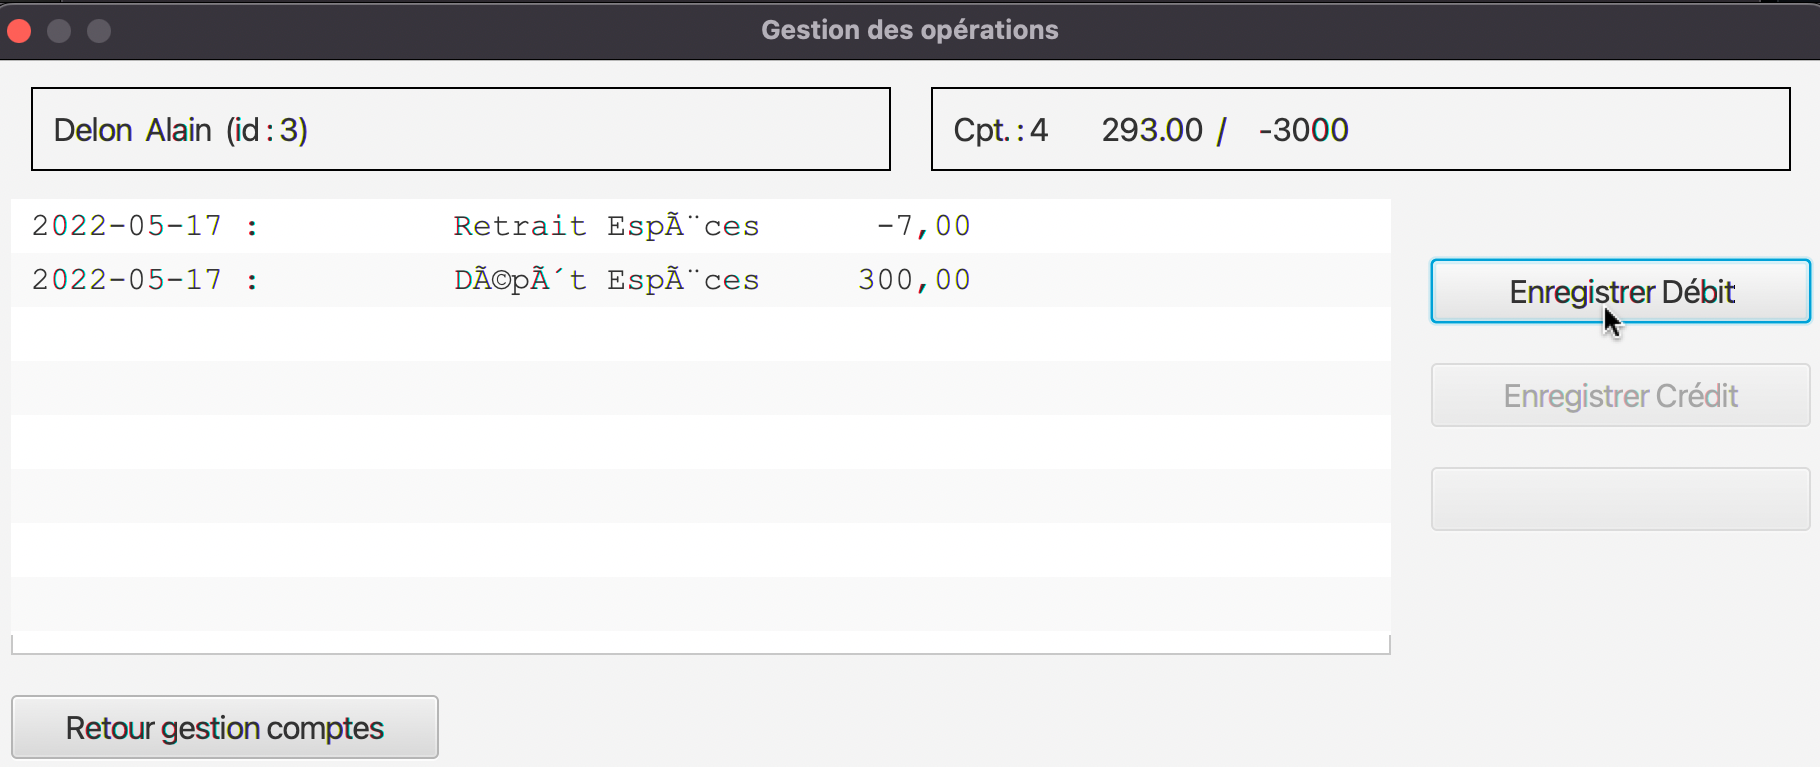 Gestion des opérations
Delon Alain (id : 3)
Cpt. : 4 293.00 / -3000
2022-05-17 : Retrait EspÃ¨ces -7,00
2022-05-17 : DÃ©pÃ´t EspÃ¨ces 300,00
Enregistrer Débit
Enregistrer Crédit
Retour gestion comptes